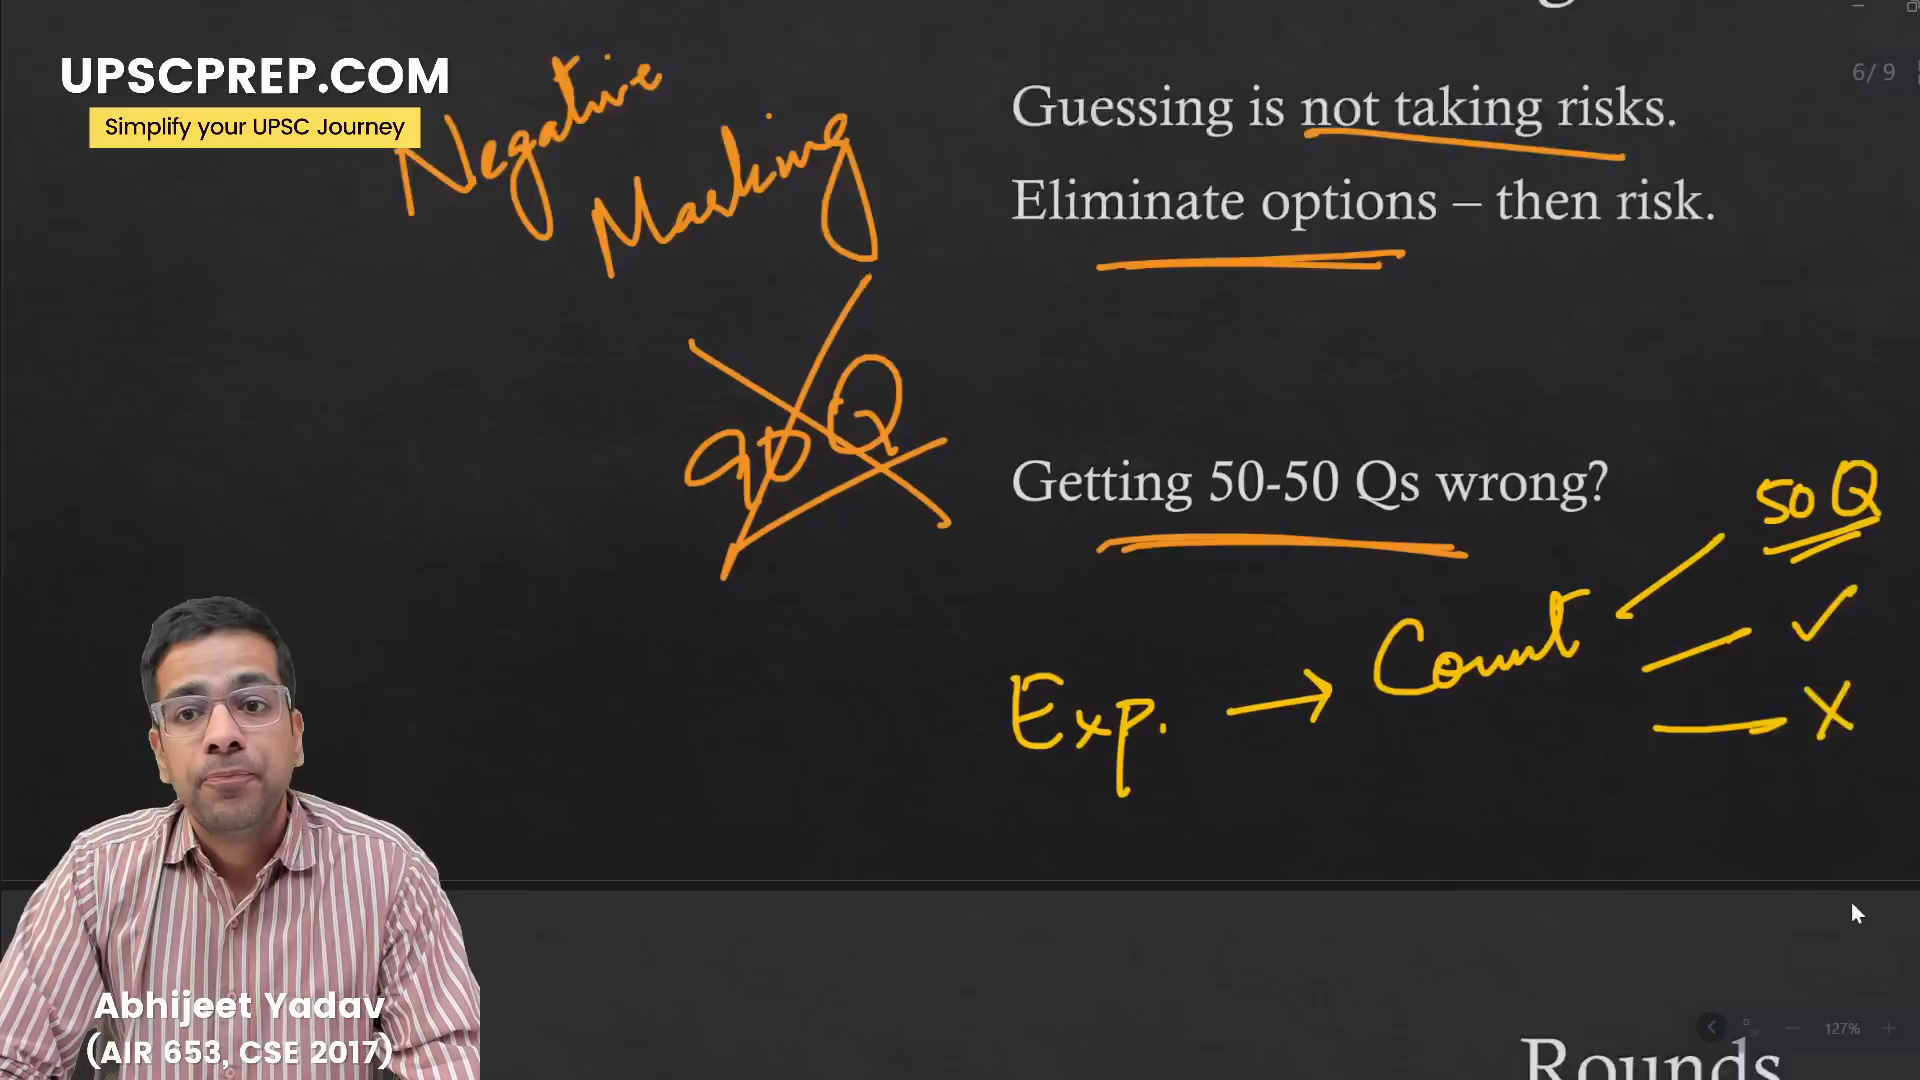 UPSCPREP.COM
Simplify your UPSC Journey
Negative
Marking
90 Q
6/ 9
Guessing is not taking risks.
Eliminate options – then risk.
Getting 50-50 Qs wrong?
50 Q
Exp. → Count
✓
X
Abhijeet Yadav
(AIR 653, CSE 2017)
127%
Rounds